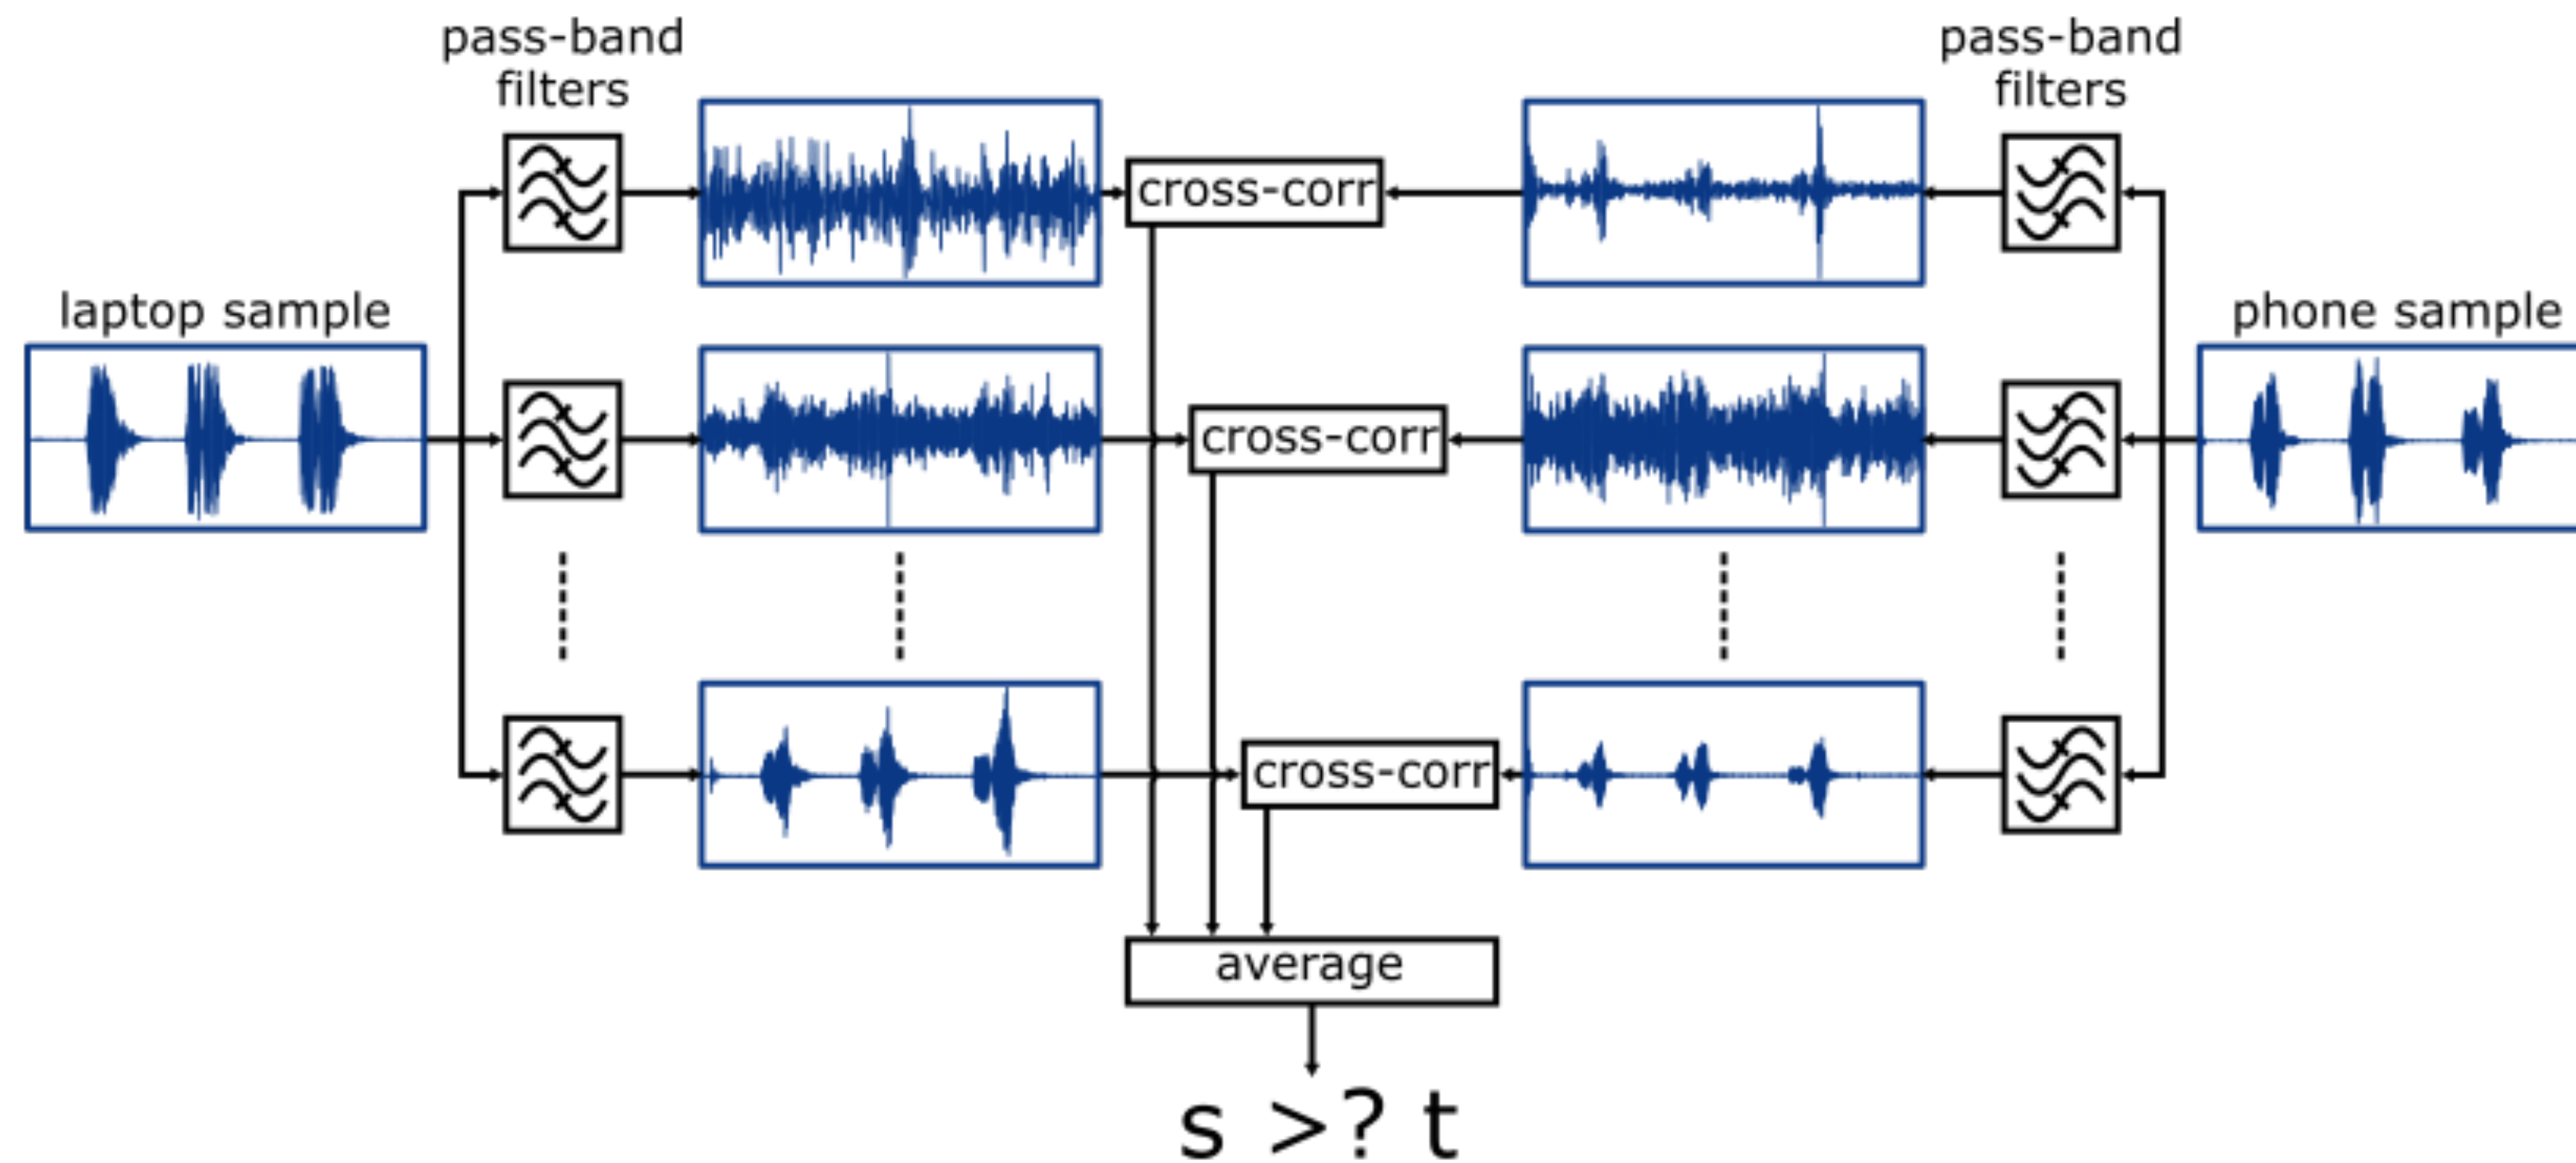 pass-band
filters
pass-band
filters
cross-corr
laptop sample
phone sample
cross-corr
cross-corr
average
s >? t